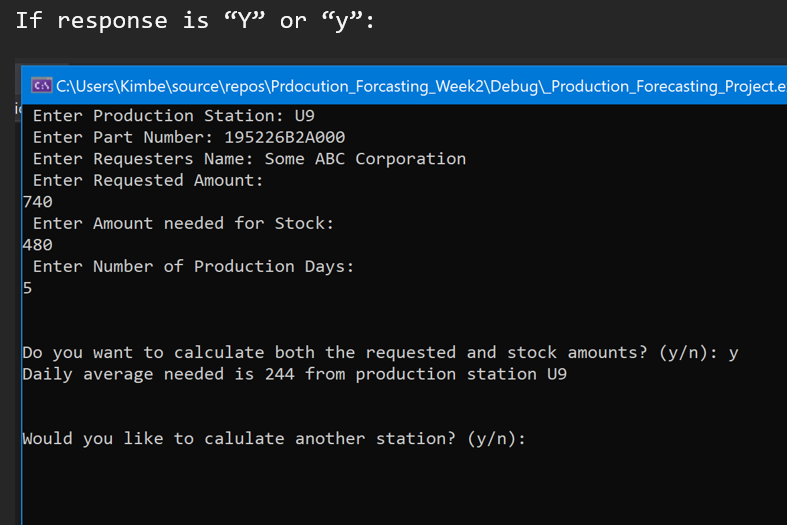 If response is “Y” or “y”:
C:\Users\Kimbe\source\repos\Prdocution_Forcasting_Week2\Debug\_Production_Forecasting_Project.e
Enter Production Station: U9
Enter Part Number: 195226B2A000
Enter Requesters Name: Some ABC Corporation
Enter Requested Amount:
740
Enter Amount needed for Stock:
480
Enter Number of Production Days:
5
Do you want to calculate both the requested and stock amounts? (y/n): y
Daily average needed is 244 from production station U9
Would you like to calulate another station? (y/n):